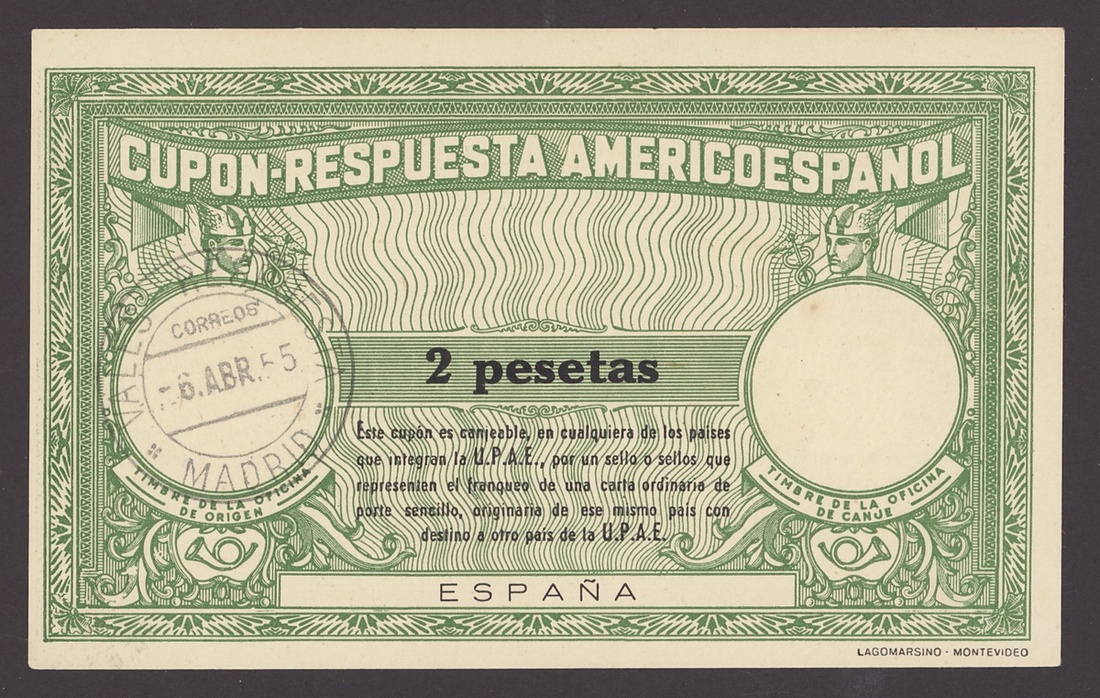 CUPON-RESPUESTA AMERICOESPAÑOL
CORREOS
6.ABR.55
MADRID
2 pesetas
Este cupón es canjeable, en cualquiera de los países
que integran la U.P.A.E., por un sello o sellos que
representen el franqueo de una carta ordinaria de
porte sencillo, originaria de ese mismo país con
destino a otro país de la U.P.A.E.
TIMBRE DE LA OFICINA
DE ORIGEN
TIMBRE DE LA OFICINA
DE CANJE
ESPAÑA
LAGOMARSINO - MONTEVIDEO